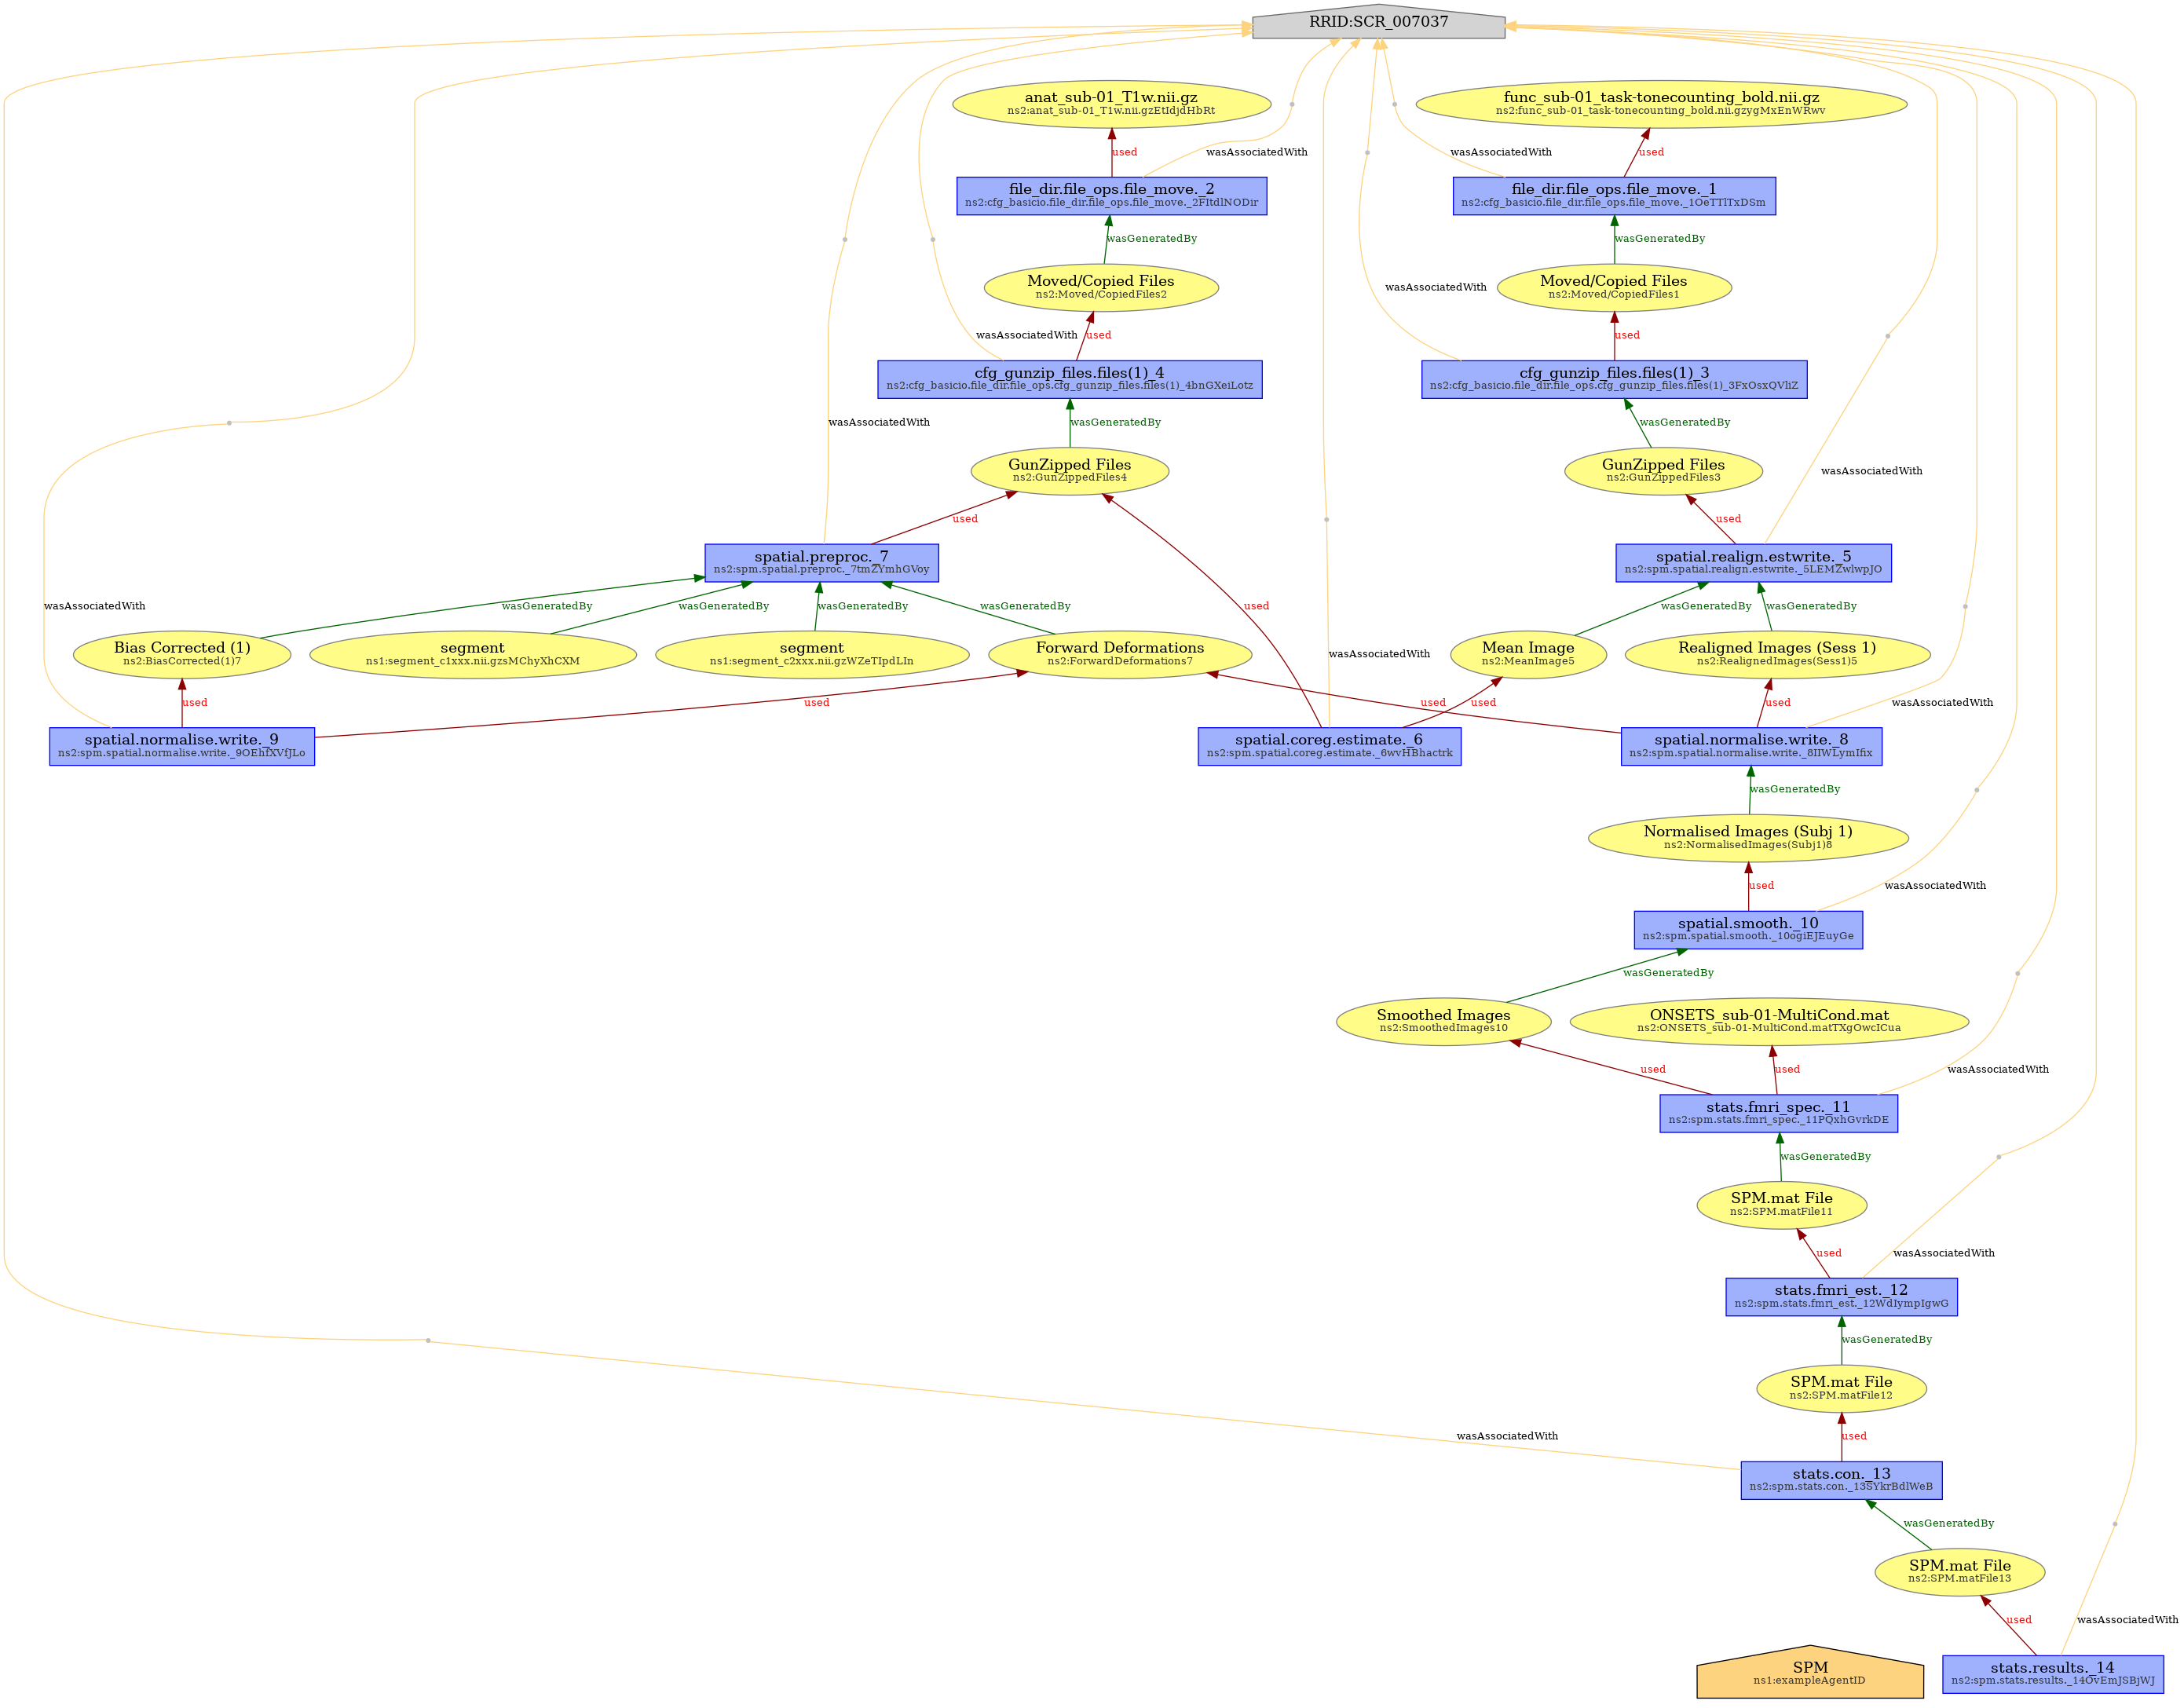 RRID:SCR_007037
anat_sub-01_T1w.nii.gz
ns2:anat_sub-01_T1w.nii.gzEtIdjdHbRt
func_sub-01_task-tonecounting_bold.nii.gz
ns2:func_sub-01_task-tonecounting_bold.nii.gzygMxEnWRwv
used
wasAssociatedWith
wasAssociatedWith
used
file_dir.file_ops.file_move._2
ns2:cfg_basicio.file_dir.file_ops.file_move._2FItdlNODir
file_dir.file_ops.file_move._1
ns2:cfg_basicio.file_dir.file_ops.file_move._1OeTTlTxDSm
wasGeneratedBy
wasGeneratedBy
Moved/Copied Files
ns2:Moved/CopiedFiles2
wasAssociatedWith
Moved/Copied Files
ns2:Moved/CopiedFiles1
wasAssociatedWith
used
used
cfg_gunzip_files.files(1)_4
ns2:cfg_basicio.file_dir.file_ops.cfg_gunzip_files.files(1)_4bnGXeiLotz
cfg_gunzip_files.files(1)_3
ns2:cfg_basicio.file_dir.file_ops.cfg_gunzip_files.files(1)_3FxOsxQVliZ
wasAssociatedWith
wasGeneratedBy
wasGeneratedBy
GunZipped Files
ns2:GunZippedFiles4
GunZipped Files
ns2:GunZippedFiles3
wasAssociatedWith
used
used
spatial.preproc._7
ns2:spm.spatial.preproc._7tmZYmhGVoy
spatial.realign.estwrite._5
ns2:spm.spatial.realign.estwrite._5LEMZwlwpJO
wasAssociatedWith
wasGeneratedBy
wasGeneratedBy
wasGeneratedBy
wasGeneratedBy
used
wasGeneratedBy
wasGeneratedBy
Bias Corrected (1)
ns2:BiasCorrected(1)7
segment
ns1:segment_c1xxx.nii.gzsMChyXhCXM
segment
ns1:segment_c2xxx.nii.gzWZeTIpdLIn
Forward Deformations
ns2:ForwardDeformations7
wasAssociatedWith
Mean Image
ns2:MeanImage5
Realigned Images (Sess 1)
ns2:RealignedImages(Sess1)5
used
used
used
used
used
wasAssociatedWith
spatial.normalise.write._9
ns2:spm.spatial.normalise.write._9OEhfXVfJLo
spatial.coreg.estimate._6
ns2:spm.spatial.coreg.estimate._6wvHBhactrk
spatial.normalise.write._8
ns2:spm.spatial.normalise.write._8IIWLymIfix
wasGeneratedBy
Normalised Images (Subj 1)
ns2:NormalisedImages(Subj1)8
used
wasAssociatedWith
spatial.smooth._10
ns2:spm.spatial.smooth._10ogiEJEuyGe
wasGeneratedBy
Smoothed Images
ns2:SmoothedImages10
ONSETS_sub-01-MultiCond.mat
ns2:ONSETS_sub-01-MultiCond.matTXgOwcICua
used
used
wasAssociatedWith
stats.fmri_spec._11
ns2:spm.stats.fmri_spec._11PQxhGvrkDE
wasGeneratedBy
SPM.mat File
ns2:SPM.matFile11
used
wasAssociatedWith
stats.fmri_est._12
ns2:spm.stats.fmri_est._12WdIympIgwG
wasGeneratedBy
SPM.mat File
ns2:SPM.matFile12
wasAssociatedWith
used
stats.con._13
ns2:spm.stats.con._13SYkrBdlWeB
wasGeneratedBy
SPM.mat File
ns2:SPM.matFile13
used
wasAssociatedWith
SPM
ns1:exampleAgentID
stats.results._14
ns2:spm.stats.results._14OvEmJSBjWJ